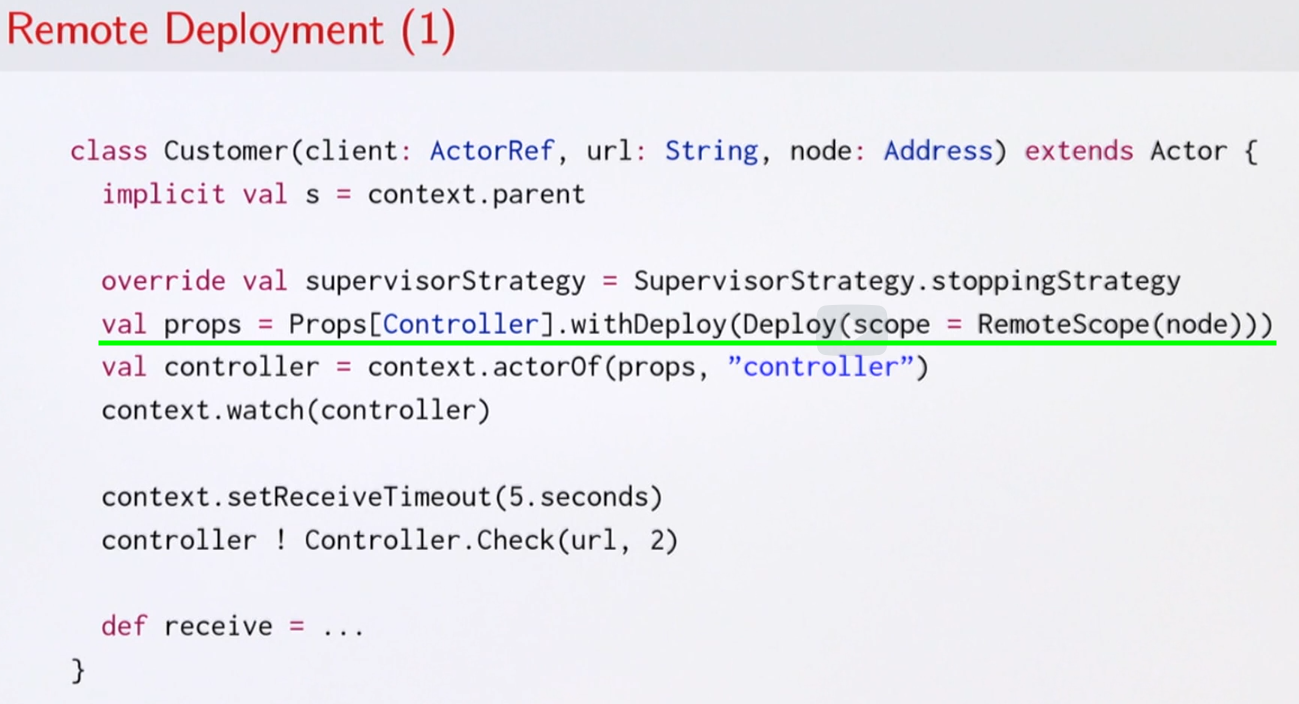 Remote Deployment (1)
class Customer(client: ActorRef, url: String, node: Address) extends Actor {
implicit val s = context.parent
override val supervisorStrategy = SupervisorStrategy.stoppingStrategy
val props = Props[Controller].withDeploy(Deploy(scope = RemoteScope(node)))
val controller = context.actorOf(props, ”controller”)
context.watch(controller)
context.setReceiveTimeout(5.seconds)
controller ! Controller.Check(url, 2)
def receive = ...
}